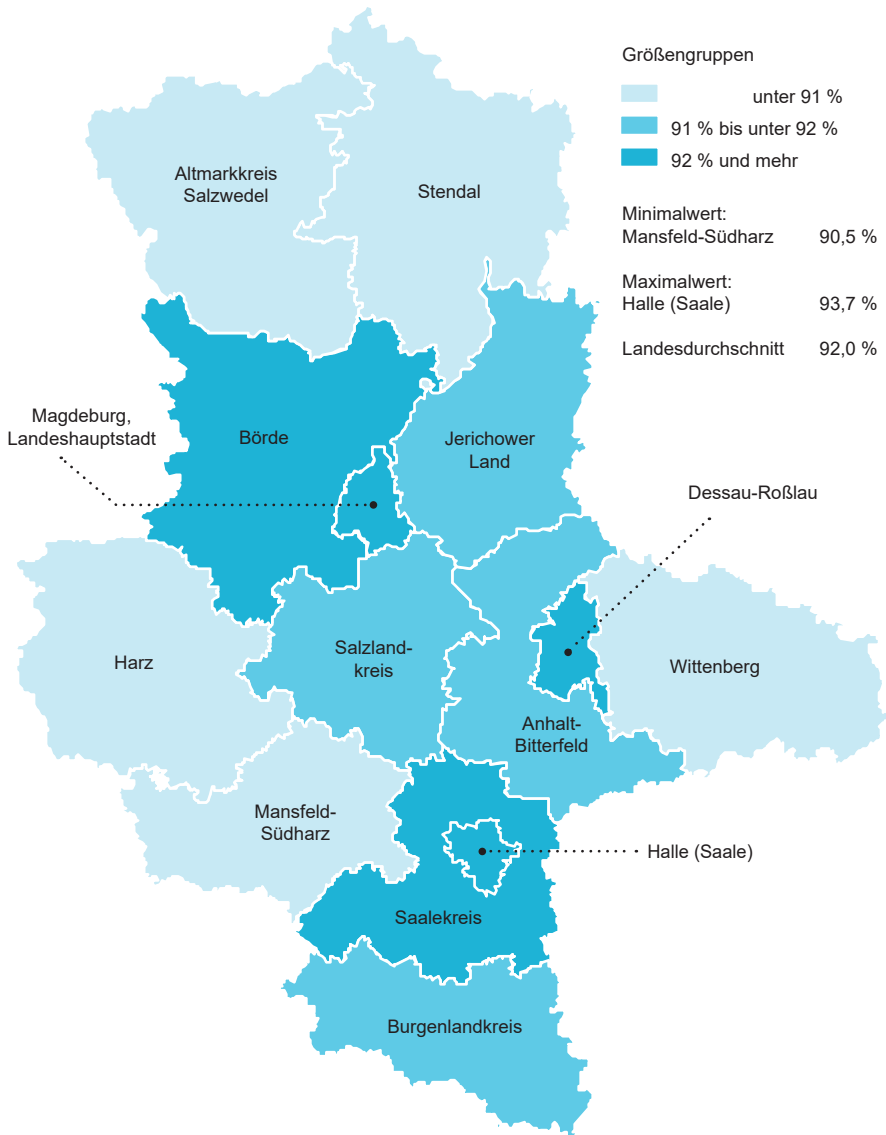 Größengruppen
unter 91 %
91 % bis unter 92 %
92 % und mehr
Minimalwert:
Mansfeld-Südharz 90,5 %
Maximalwert:
Halle (Saale) 93,7 %
Landesdurchschnitt 92,0 %
Altmarkkreis
Salzwedel
Stendal
Magdeburg,
Landeshauptstadt
Börde
Jerichower
Land
Dessau-Roßlau
Harz
Salzland-
kreis
Wittenberg
Anhalt-
Bitterfeld
Mansfeld-
Südharz
Halle (Saale)
Saalekreis
Burgenlandkreis